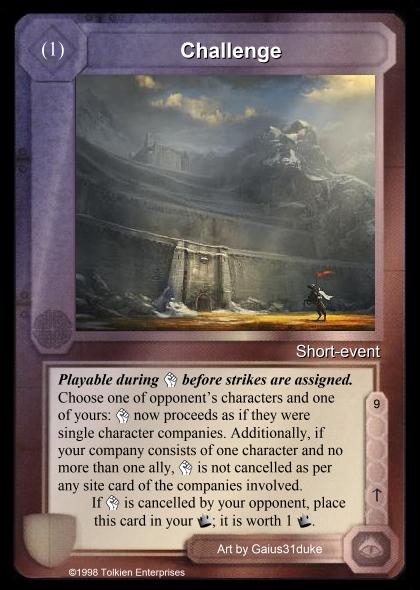 (1)
Challenge
Short-event
Playable during before strikes are assigned.
Choose one of opponent's characters and one
of yours: now proceeds as if they were
single character companies. Additionally, if
your company consists of one character and no
more than one ally, is not cancelled as per
any site card of the companies involved.
If is cancelled by your opponent, place
this card in your ; it is worth 1 .
9
Art by Gaius31duke
©1998 Tolkien Enterprises